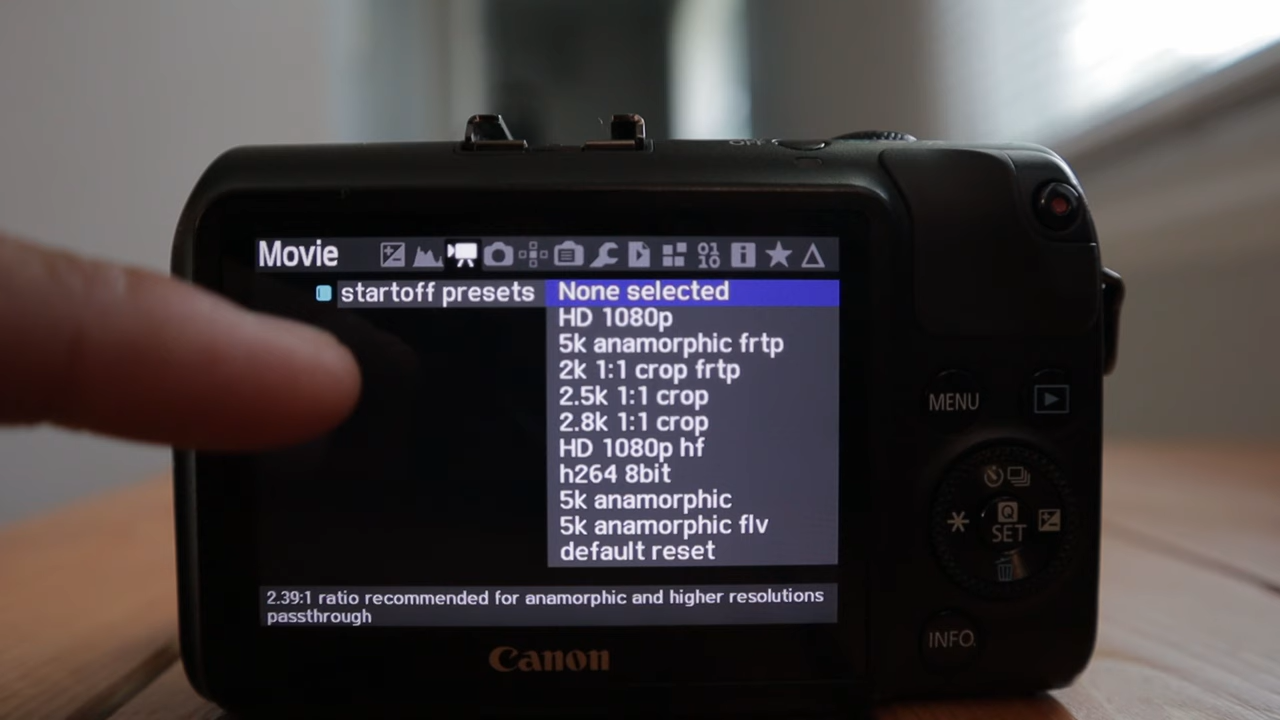 OFF
Movie
startoff presets None selected
HD 1080p
5k anamorphic frtp
2k 1:1 crop frtp
2.5k 1:1 crop
2.8k 1:1 crop
HD 1080p hf
h264 8bit
5k anamorphic
5k anamorphic flv
default reset
2.39:1 ratio recommended for anamorphic and higher resolutions
passthrough
MENU
Q
SET
INFO.
Canon